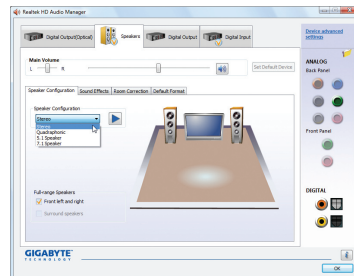 Realtek HD Audio Manager
Digital Output(Optical)
Speakers
Digital Output
Digital Input
Device advanced
settings
Main Volume
L
R
Set Default Device
ANALOG
Back Panel
Speaker Configuration
Sound Effects
Room Correction
Default Format
Speaker Configuration
Stereo
Stereo
Quadraphonic
5.1 Speaker
7.1 Speaker
Front Panel
Full-range Speakers
Front left and right
Surround speakers
DIGITAL
GIGABYTE
TECHNOLOGY
i
OK